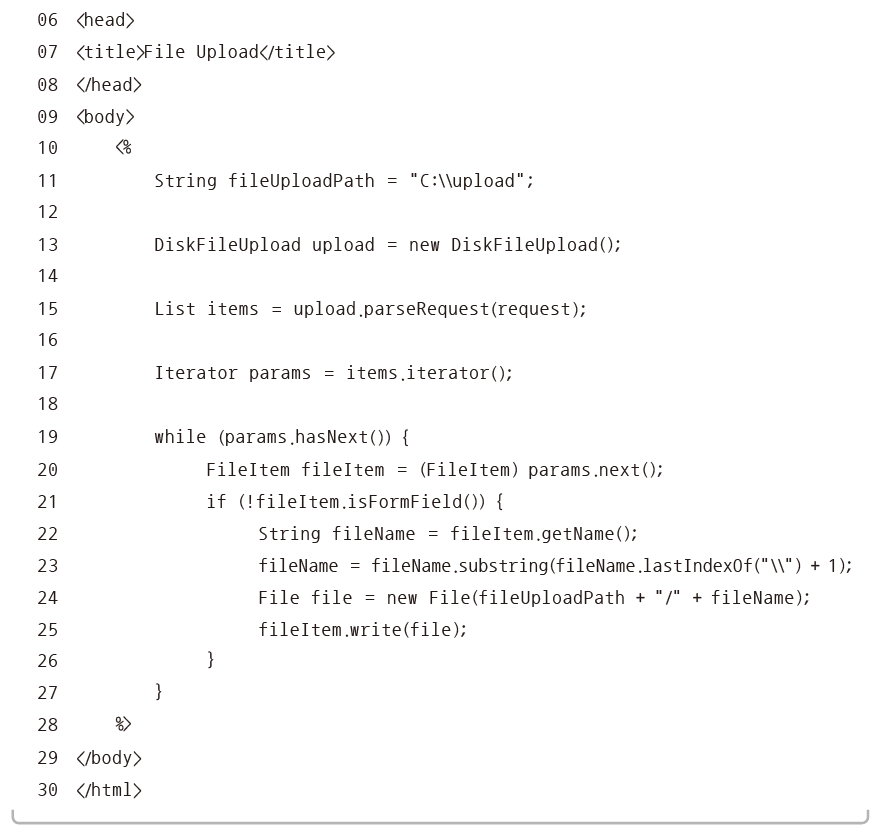 06 <head>
07 <title>File Upload</title>
08 </head>
09 <body>
10 <%
11 String fileUploadPath = "C:\\upload";
12
13 DiskFileUpload upload = new DiskFileUpload();
14
15 List items = upload.parseRequest(request);
16
17 Iterator params = items.iterator();
18
19 while (params.hasNext()) {
20 FileItem fileItem = (FileItem) params.next();
21 if (!fileItem.isFormField()) {
22 String fileName = fileItem.getName();
23 fileName = fileName.substring(fileName.lastIndexOf("\\") + 1);
24 File file = new File(fileUploadPath + "/" + fileName);
25 fileItem.write(file);
26 }
27 }
28 %>
29 </body>
30 </html>